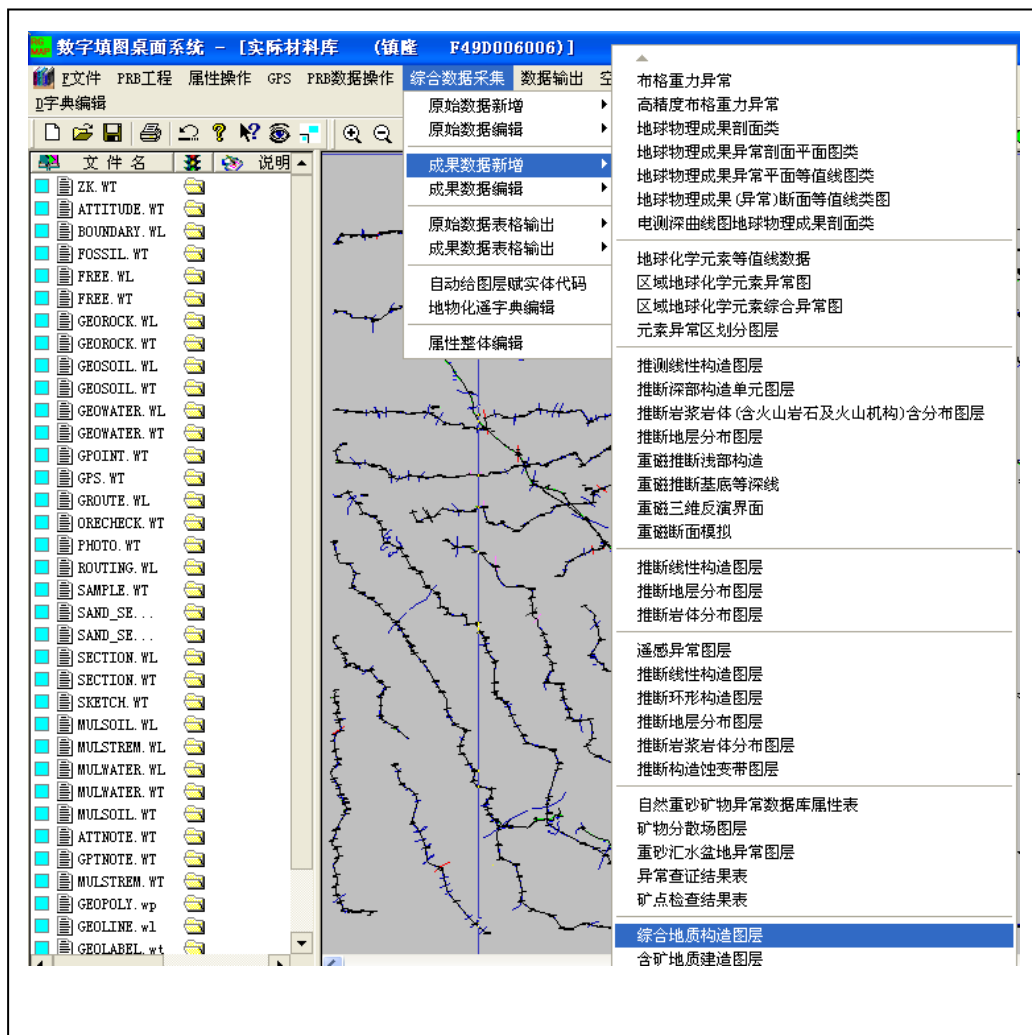 RG MAP 数字填图桌面系统 - [实际材料库 (镇隆 F49D006006)]
F文件 PRB工程 属性操作 GPS PRB数据操作 综合数据采集 数据输出 空
D字典编辑
文件名 说明
ZK.WT
ATTITUDE.WT
BOUNDARY.WL
FOSSIL.WT
FREE.WL
FREE.WT
GEOROCK.WL
GEOROCK.WT
GEOSOIL.WL
GEOSOIL.WT
GEOWATER.WL
GEOWATER.WT
GPOINT.WT
GPS.WT
GROUTE.WL
ORECHECK.WT
PHOTO.WT
ROUTING.WL
SAMPLE.WT
SAND_SE...
SAND_SE...
SECTION.WL
SECTION.WT
SKETCH.WT
MULSOIL.WL
MULSTREM.WL
MULWATER.WL
MULWATER.WT
MULSOIL.WT
ATTNOTE.WT
GPTNOTE.WT
MULSTREM.WT
GEOPOLY.wp
GEOLINE.wl
GEOLABEL.wt
原始数据新增
原始数据编辑
成果数据新增
成果数据编辑
原始数据表格输出
成果数据表格输出
自动给图层赋实体代码
地物化遥字典编辑
属性整体编辑
布格重力异常
高精度布格重力异常
地球物理成果剖面类
地球物理成果异常剖面平面图类
地球物理成果异常平面等值线图类
地球物理成果(异常)断面等值线类图
电测深曲线图地球物理成果剖面类
地球化学元素等值线数据
区域地球化学元素异常图
区域地球化学元素综合异常图
元素异常区划分图层
推测线性构造图层
推断深部构造单元图层
推断岩浆岩体(含火山岩石及火山机构)含分布图层
推断地层分布图层
重磁推断浅部构造
重磁推断基底等深线
重磁三维反演界面
重磁断面模拟
推断线性构造图层
推断地层分布图层
推断岩体分布图层
遥感异常图层
推断线性构造图层
推断环形构造图层
推断地层分布图层
推断岩浆岩体分布图层
推断构造蚀变带图层
自然重砂矿物异常数据库属性表
矿物分散场图层
重砂汇水盆地异常图层
异常查证结果表
矿点检查结果表
综合地质构造图层
含矿地质建造图层